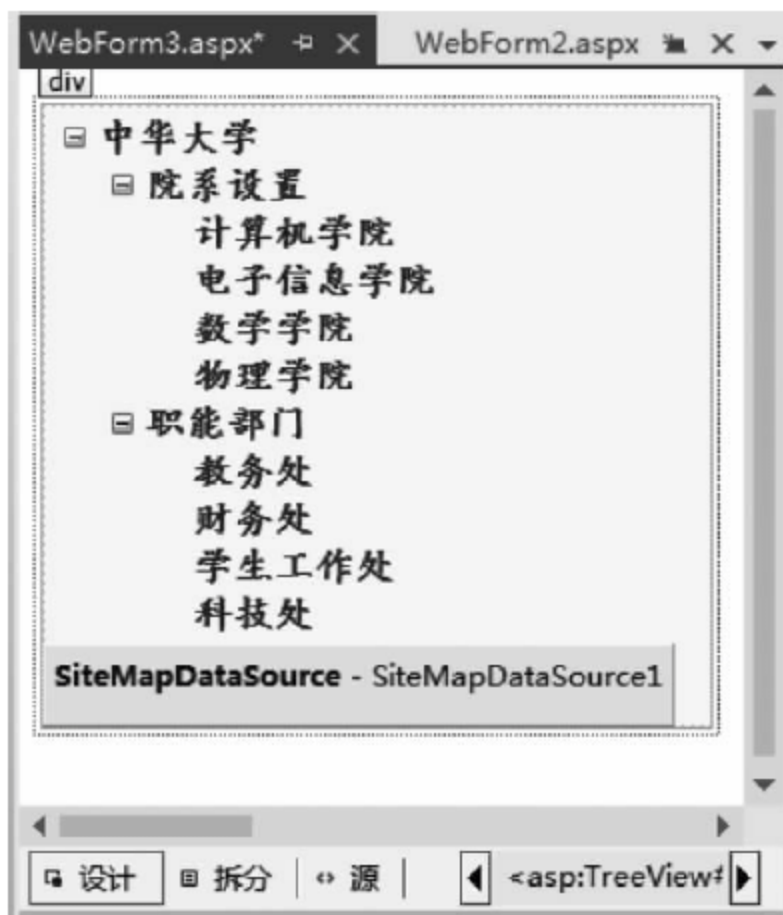 WebForm3.aspx* WebForm2.aspx
div
中华大学
院系设置
计算机学院
电子信息学院
数学学院
物理学院
职能部门
教务处
财务处
学生工作处
科技处
SiteMapDataSource - SiteMapDataSource1
设计 拆分 源 <asp:TreeView#